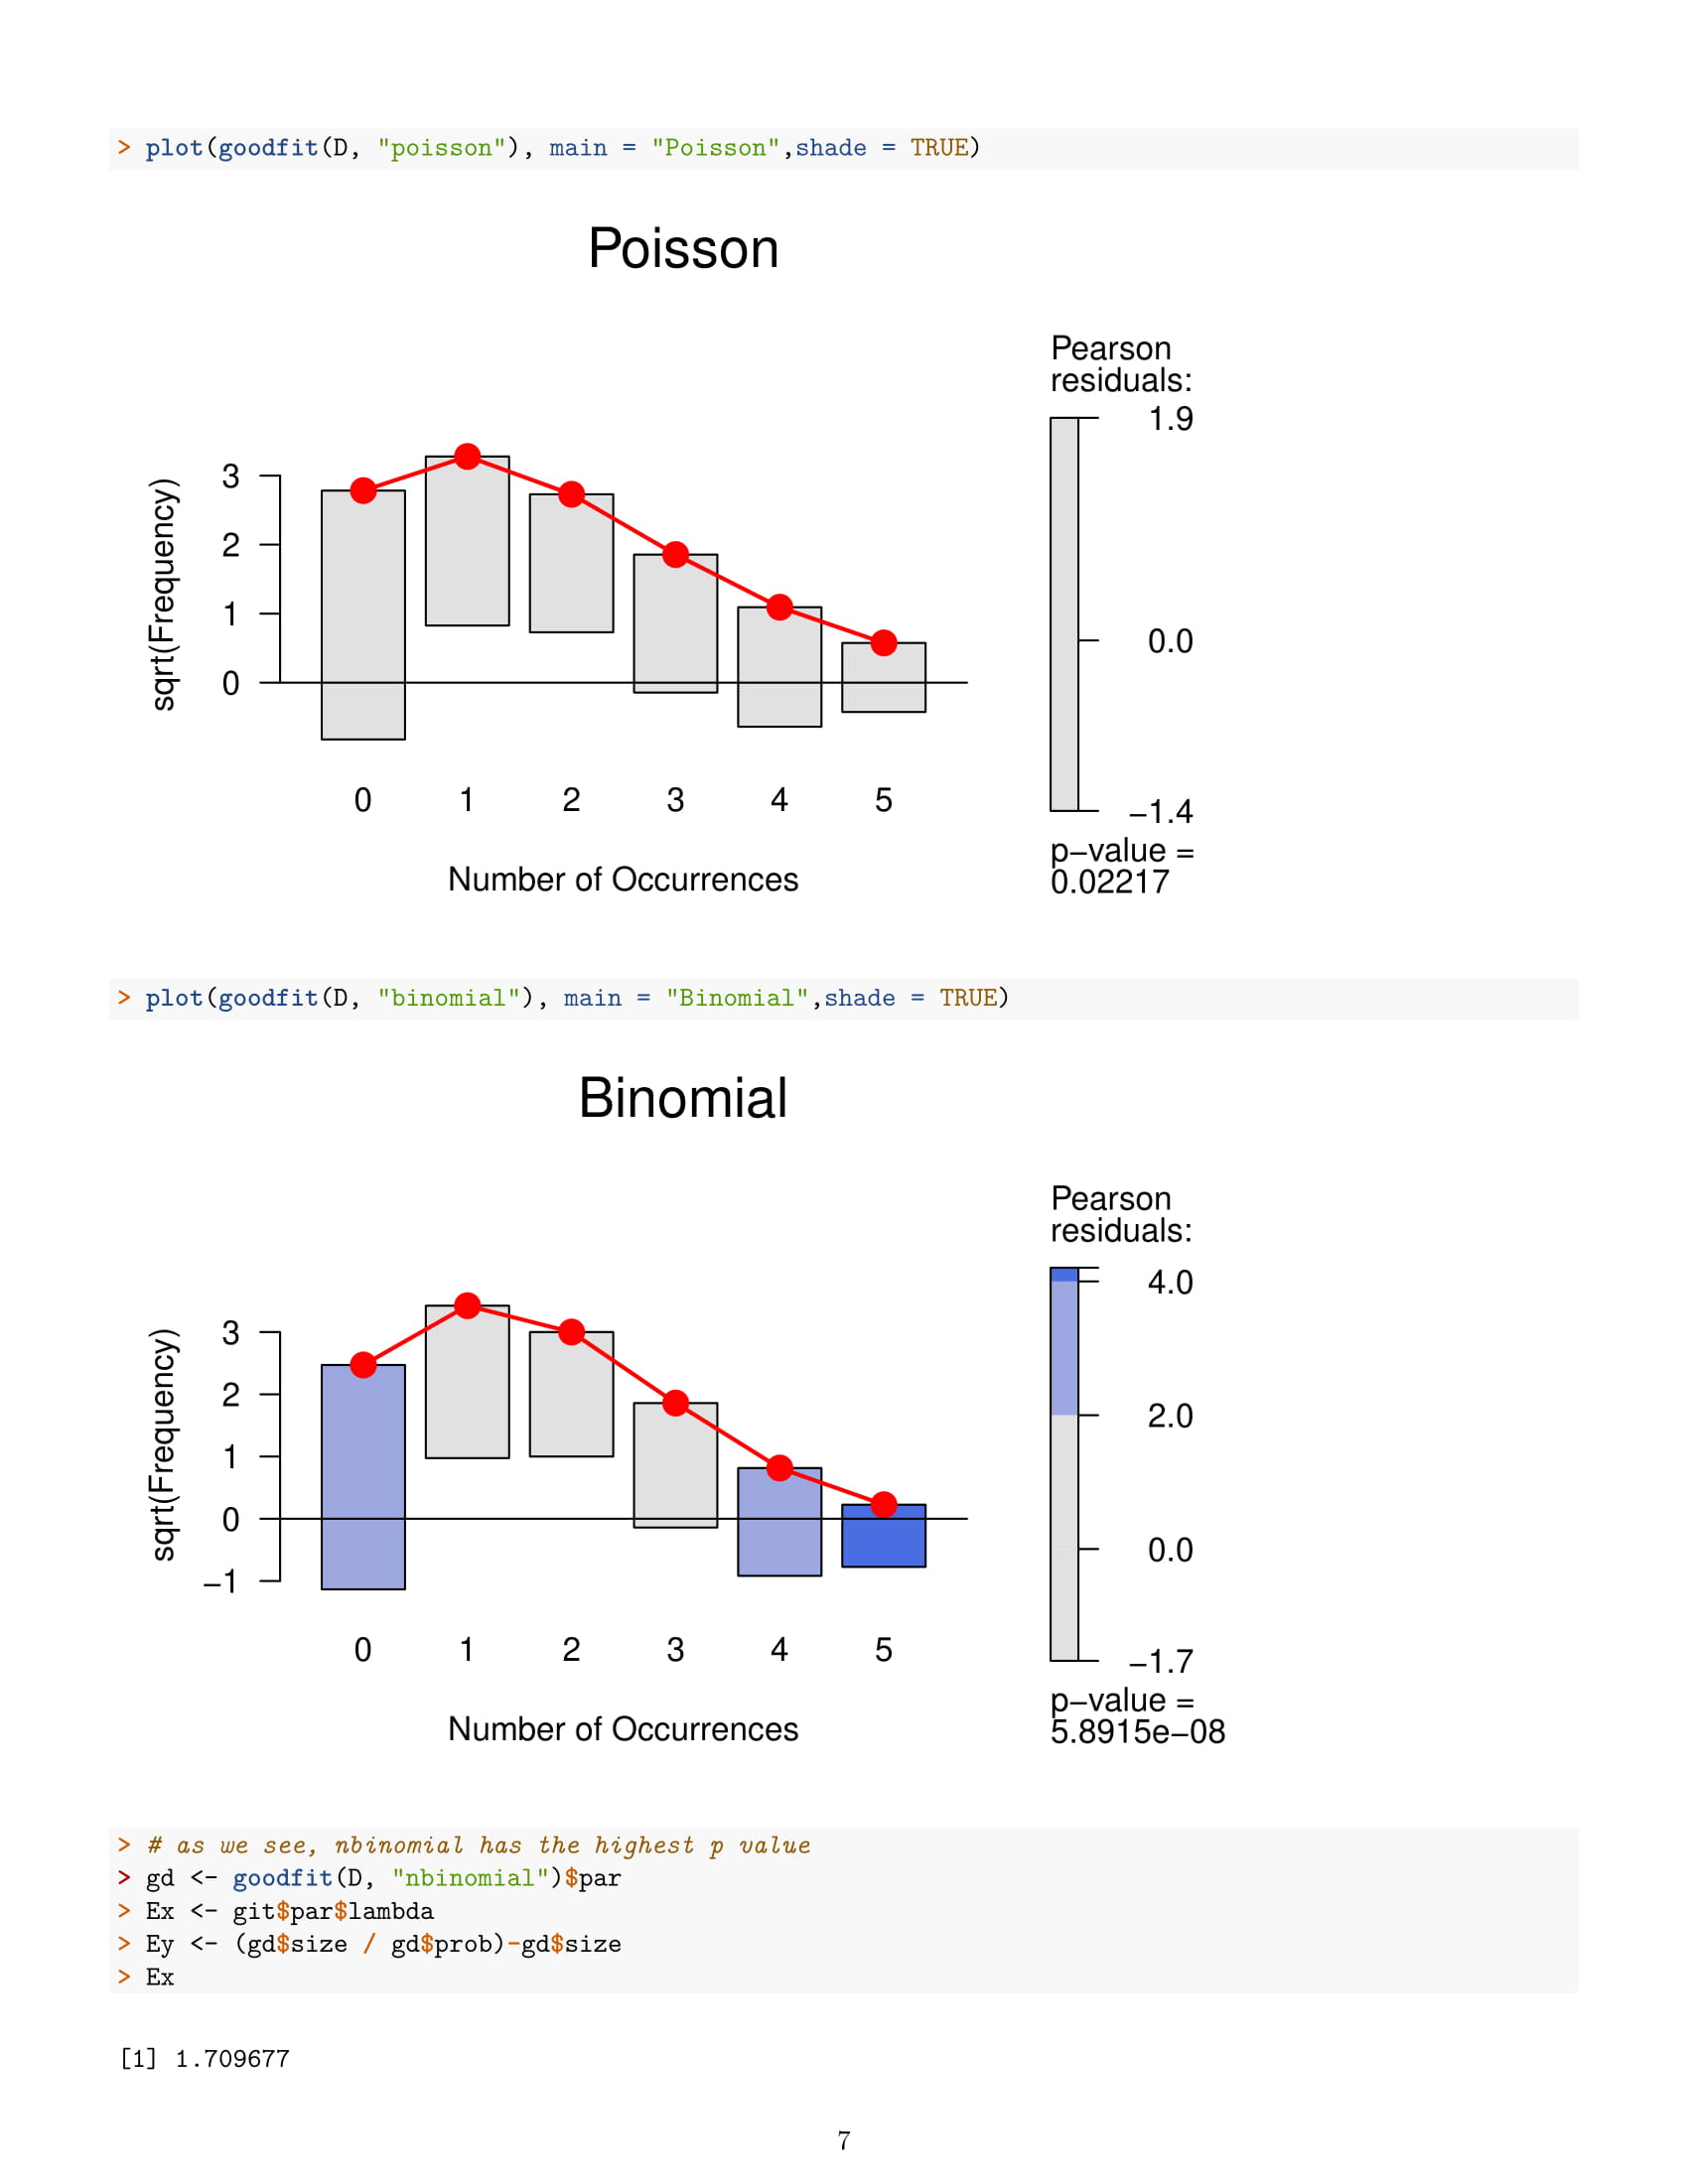 > plot(goodfit(D, "poisson"), main = "Poisson",shade = TRUE)
Poisson
Pearson
residuals:
1.9
0.0
−1.4
p−value =
0.02217
sqrt(Frequency)
3
2
1
0
0 1 2 3 4 5
Number of Occurrences
> plot(goodfit(D, "binomial"), main = "Binomial",shade = TRUE)
Binomial
Pearson
residuals:
4.0
2.0
0.0
−1.7
p−value =
5.8915e−08
sqrt(Frequency)
3
2
1
0
−1
0 1 2 3 4 5
Number of Occurrences
> # as we see, nbinomial has the highest p value
> gd <- goodfit(D, "nbinomial")$par
> Ex <- git$par$lambda
> Ey <- (gd$size / gd$prob)-gd$size
> Ex
[1] 1.709677
7